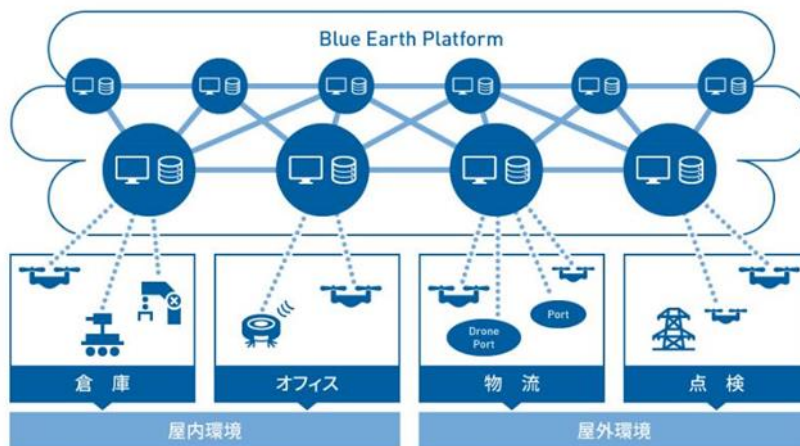 Blue Earth Platform
Drone
Port
Port
倉 庫
オフィス
物 流
点 検
屋内環境
屋外環境